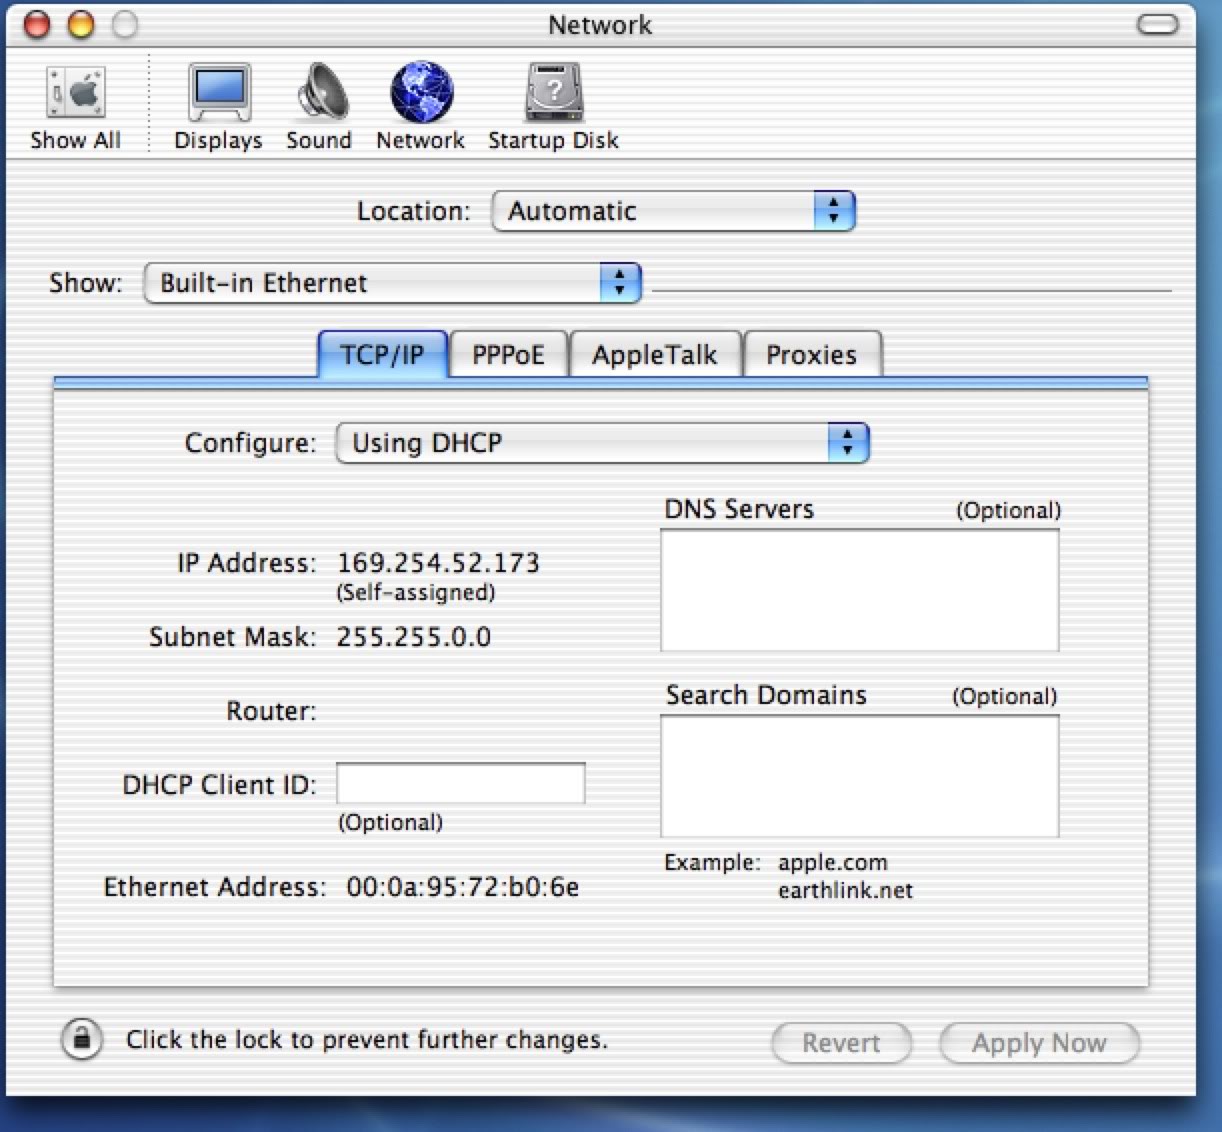 Network
Show All Displays Sound Network Startup Disk
Location: Automatic
Show: Built-in Ethernet
TCP/IP PPPoE AppleTalk Proxies
Configure: Using DHCP
DNS Servers (Optional)
IP Address: 169.254.52.173
(Self-assigned)
Subnet Mask: 255.255.0.0
Search Domains (Optional)
Router:
DHCP Client ID:
(Optional)
Example: apple.com
earthlink.net
Ethernet Address: 00:0a:95:72:b0:6e
Click the lock to prevent further changes.
Revert Apply Now